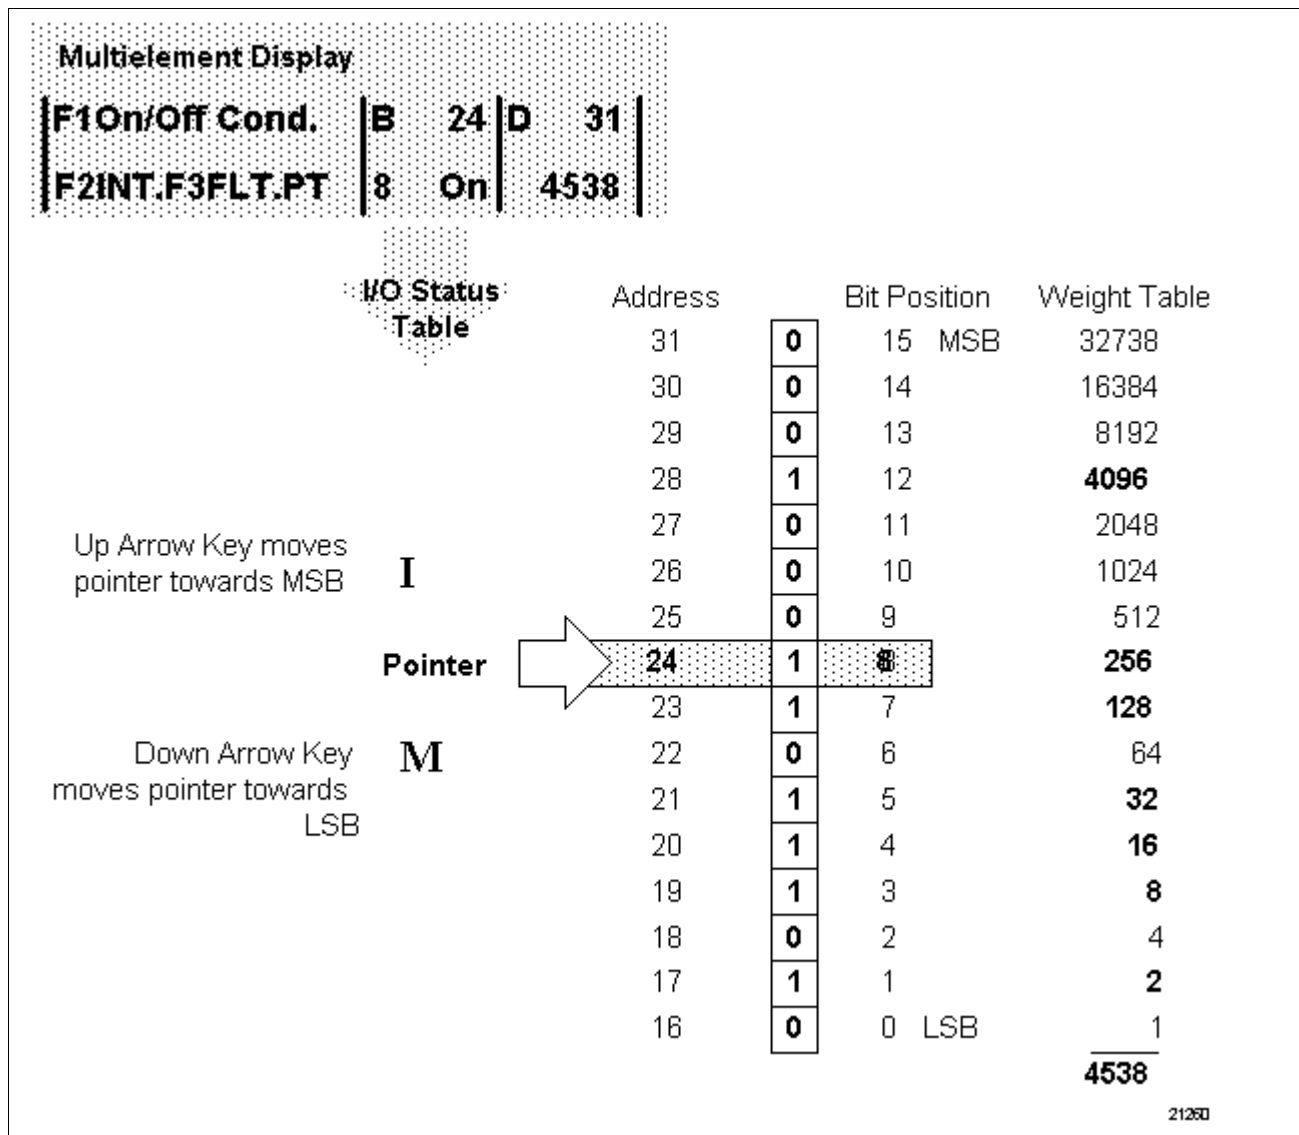 Multielement Display
F1On/Off Cond. B 24 D 31
F2INT.F3FLT.PT 8 On 4538
I/O Status
Table
Address Bit Position Weight Table
31 0 15 MSB 32738
30 0 14 16384
29 0 13 8192
28 1 12 4096
27 0 11 2048
Up Arrow Key moves
pointer towards MSB
I
26 0 10 1024
25 0 9 512
Pointer 24 1 8 256
23 1 7 128
Down Arrow Key
moves pointer towards
LSB
M
22 0 6 64
21 1 5 32
20 1 4 16
19 1 3 8
18 0 2 4
17 1 1 2
16 0 0 LSB 1
4538
21260